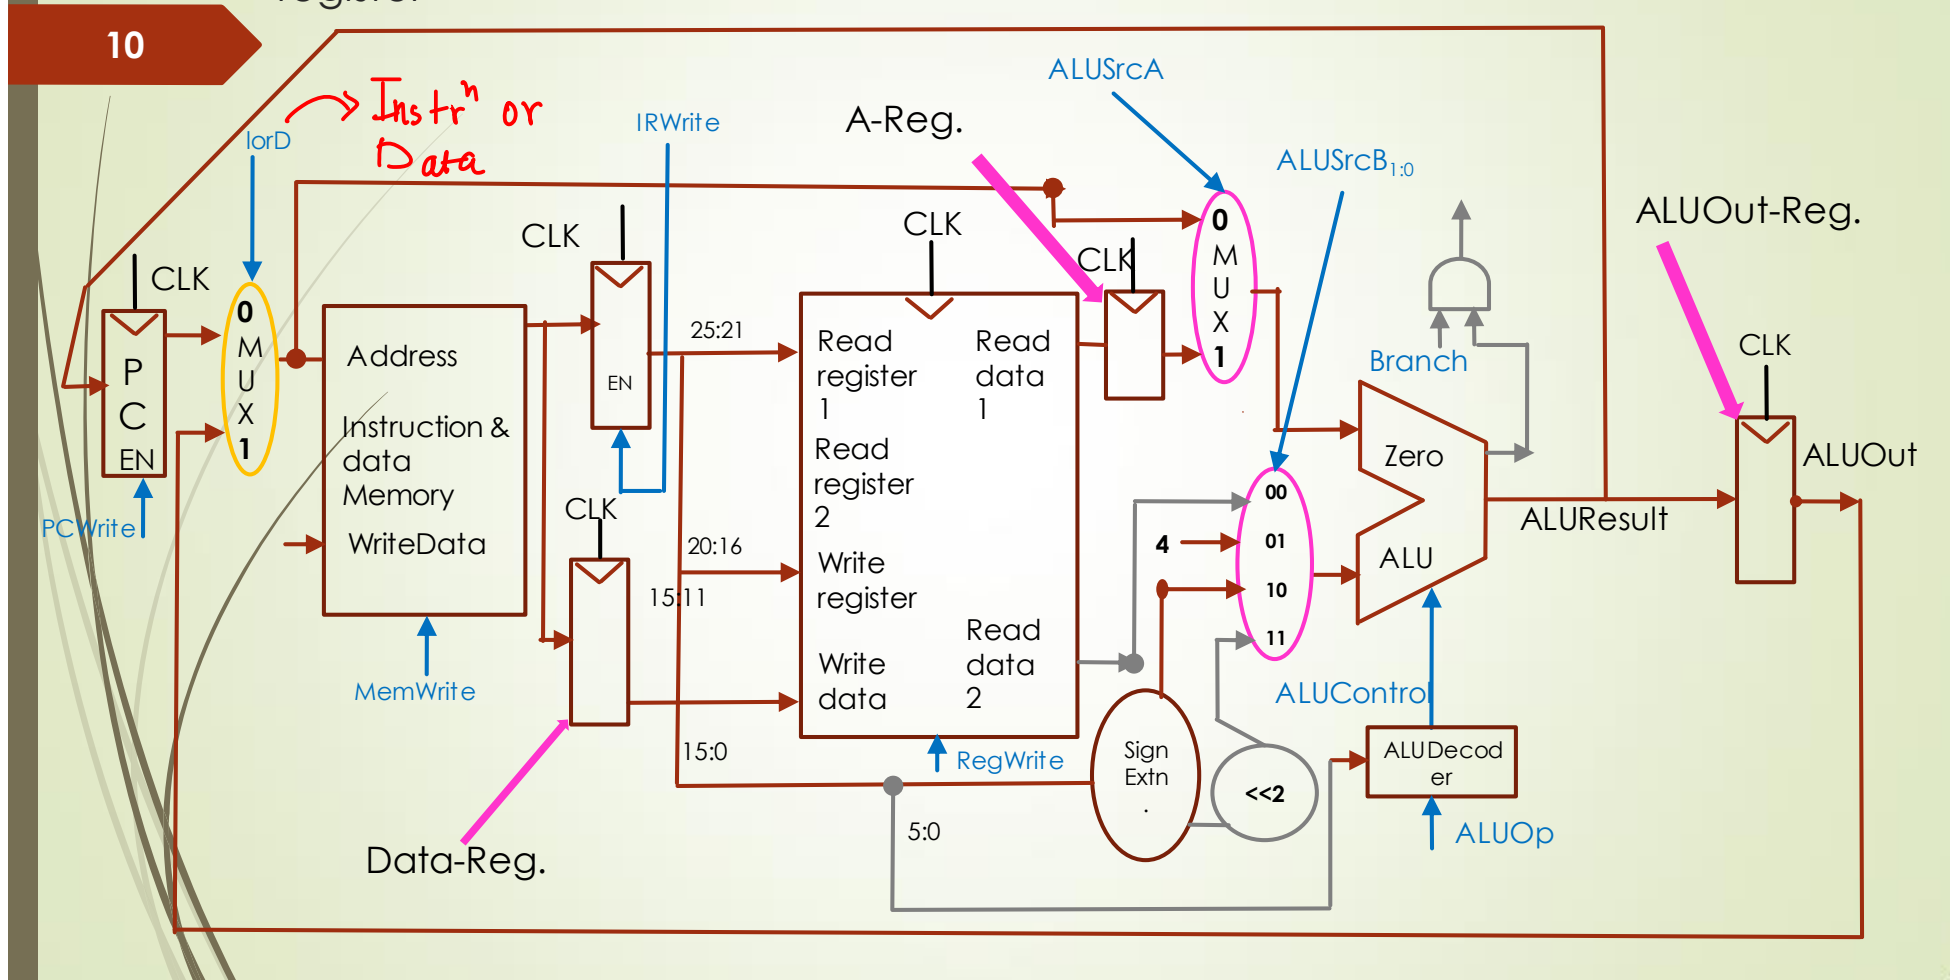 register
10
ALUSrcA
Instrⁿ or
Data
IorD
IRWrite
A-Reg.
ALUSrcB1:0
ALUOut-Reg.
CLK
CLK
CLK
CLK
CLK
0
M
U
X
1
0
M
U
X
1
P
C
EN
PCWrite
Address
Instruction &
data
Memory
WriteData
MemWrite
EN
CLK
25:21
20:16
15:11
15:0
5:0
Read
register
1
Read
data
1
Read
register
2
Write
register
Read
data
2
Write
data
RegWrite
Branch
Zero
ALU
ALUResult
ALUOut
00
4
01
10
11
ALUControl
Sign
Extn
.
<<2
ALUDecod
er
ALUOp
Data-Reg.